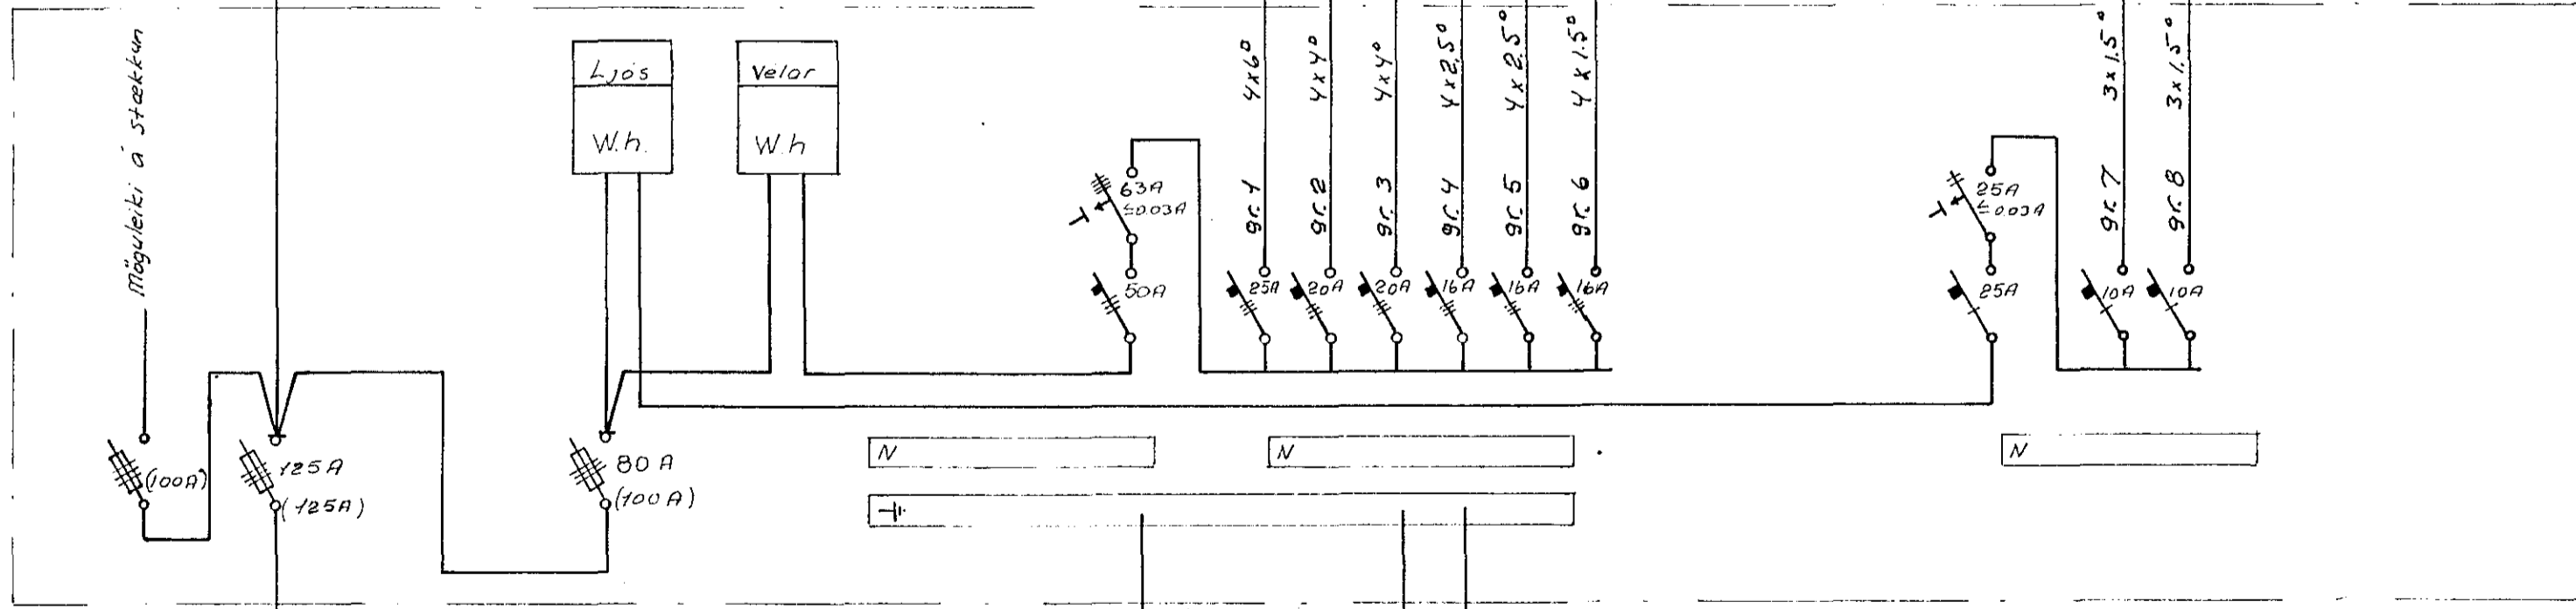 Möguleiki á stækkun
(100A)
125A
(125A)
Ljós
W.h.
Vélar
W.h
80 A
(100A)
63A
≤0.03A
50A
gr. 1 4x6□
25A
gr. 2 4x4□
20A
gr. 3 4x4□
20A
gr. 4 4x2.5□
16A
gr. 5 4x2.5□
16A
gr. 6 4x1.5□
16A
25A
≤0.03A
25A
gr. 7 3x1.5□
10A
gr. 8 3x1.5□
10A
N
N
N